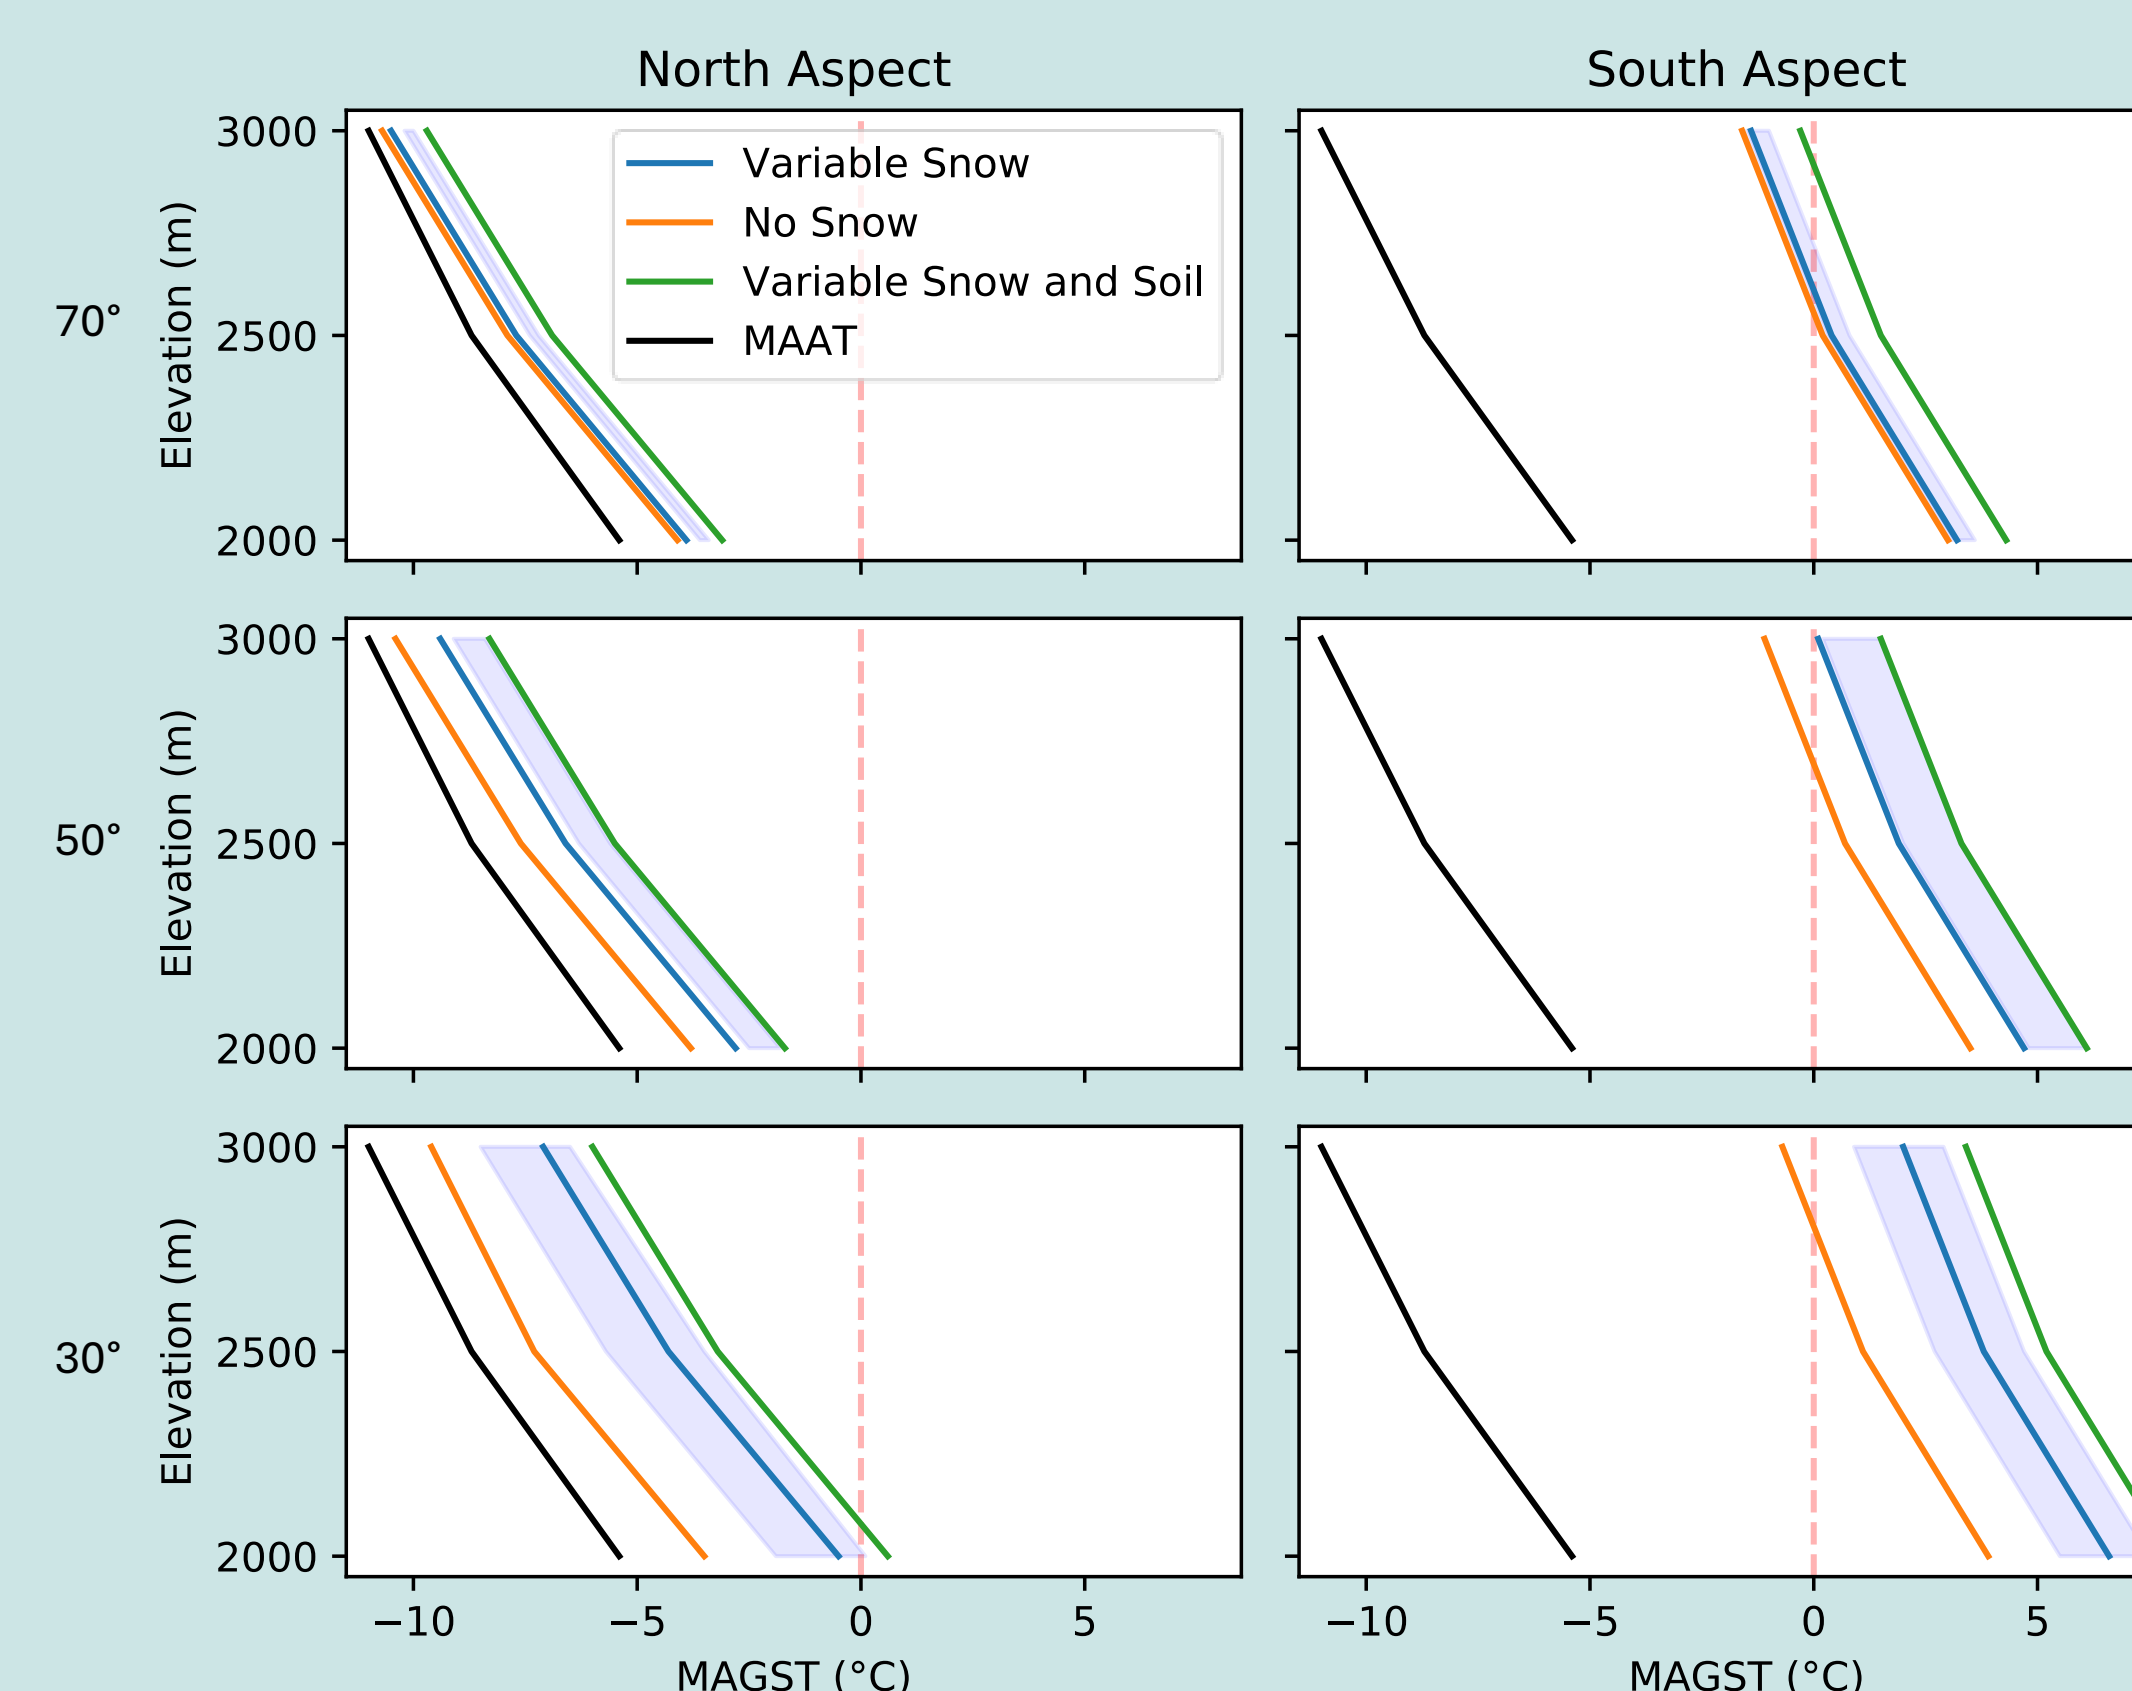 North Aspect
South Aspect
70°
Elevation (m)
3000
2500
2000
Variable Snow
No Snow
Variable Snow and Soil
MAAT
50°
Elevation (m)
3000
2500
2000
30°
Elevation (m)
3000
2500
2000
−10 −5 0 5
−10 −5 0 5
MAGST (°C)
MAGST (°C)